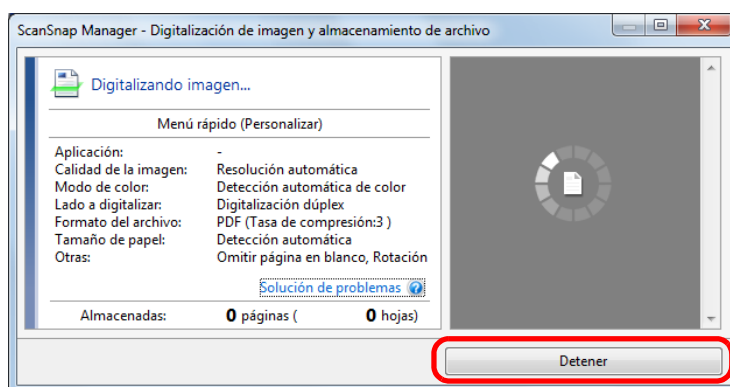 ScanSnap Manager - Digitalización de imagen y almacenamiento de archivo
Digitalizando imagen...
Menú rápido (Personalizar)
Aplicación: -
Calidad de la imagen: Resolución automática
Modo de color: Detección automática de color
Lado a digitalizar: Digitalización dúplex
Formato del archivo: PDF (Tasa de compresión:3 )
Tamaño de papel: Detección automática
Otras: Omitir página en blanco, Rotación
Solución de problemas ?
Almacenadas: 0 páginas ( 0 hojas)
Detener